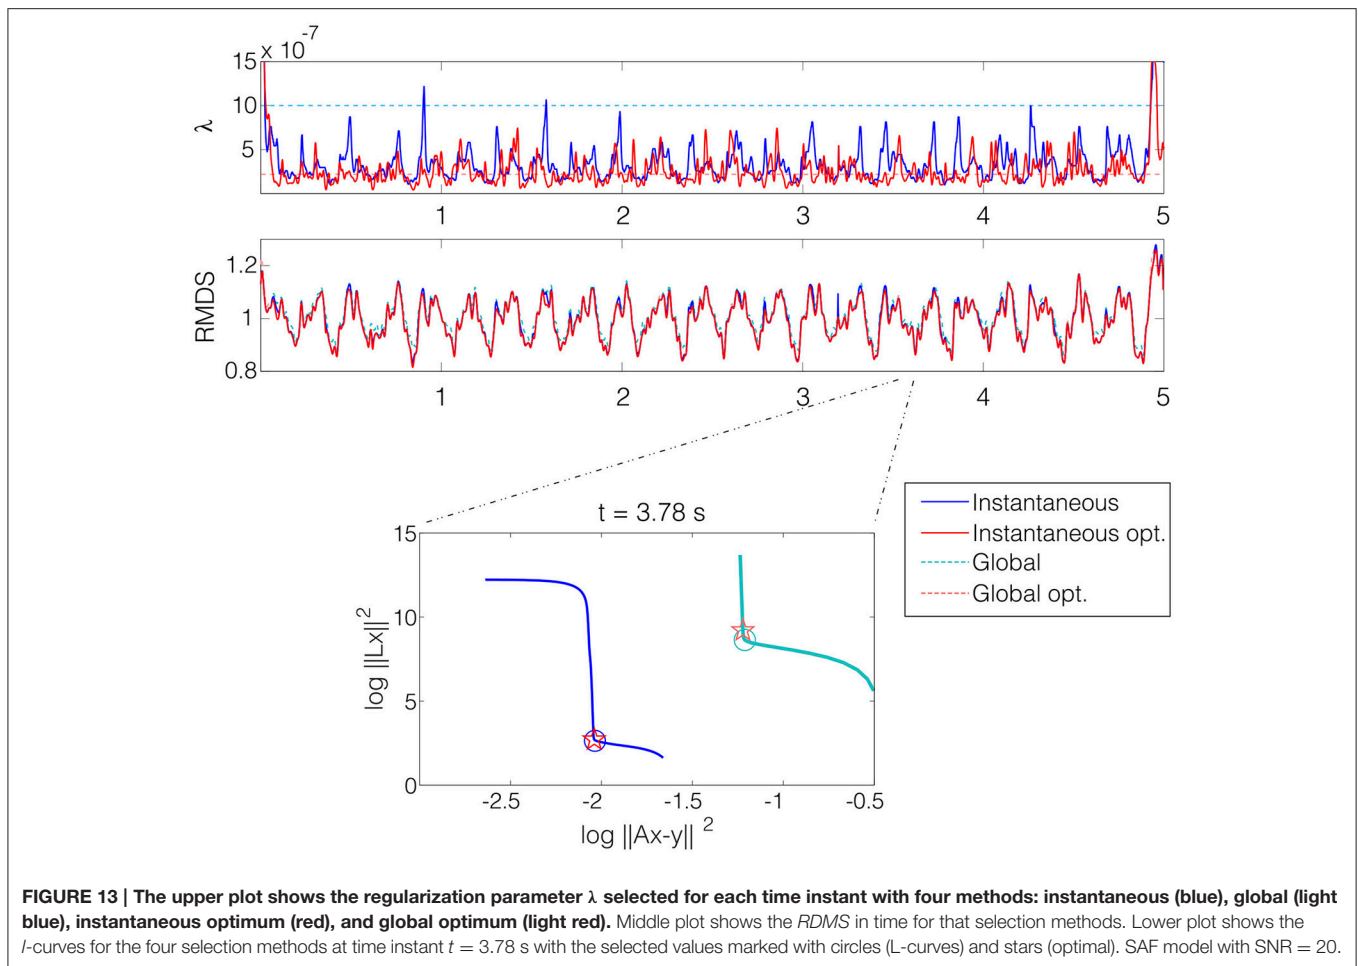 15 x 10^-7
10
5
λ
1 2 3 4 5
1.2
1
0.8
RMDS
1 2 3 4 5
t = 3.78 s
15
10
5
0
log ||Lx||^2
-2.5 -2 -1.5 -1 -0.5
log ||Ax-y|| ^2
Instantaneous
Instantaneous opt.
Global
Global opt.
FIGURE 13 | The upper plot shows the regularization parameter λ selected for each time instant with four methods: instantaneous (blue), global (light
blue), instantaneous optimum (red), and global optimum (light red). Middle plot shows the RDMS in time for that selection methods. Lower plot shows the
l-curves for the four selection methods at time instant t = 3.78 s with the selected values marked with circles (L-curves) and stars (optimal). SAF model with SNR = 20.